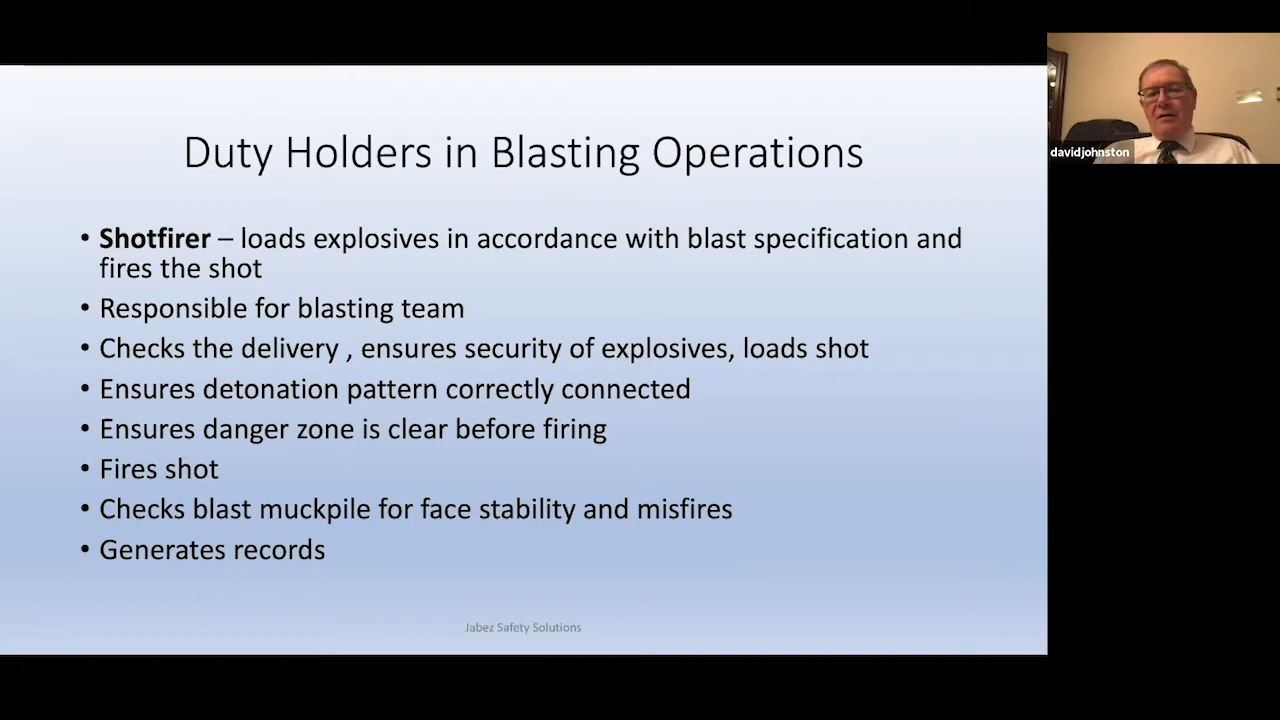 Duty Holders in Blasting Operations
• Shotfirer – loads explosives in accordance with blast specification and
fires the shot
• Responsible for blasting team
• Checks the delivery , ensures security of explosives, loads shot
• Ensures detonation pattern correctly connected
• Ensures danger zone is clear before firing
• Fires shot
• Checks blast muckpile for face stability and misfires
• Generates records
Jabez Safety Solutions
davidjohnston